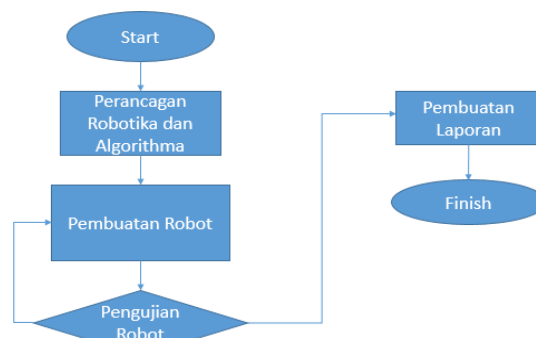 Start
Perancagan
Robotika dan
Algorithma
Pembuatan Robot
Pengujian
Robot
Pembuatan
Laporan
Finish